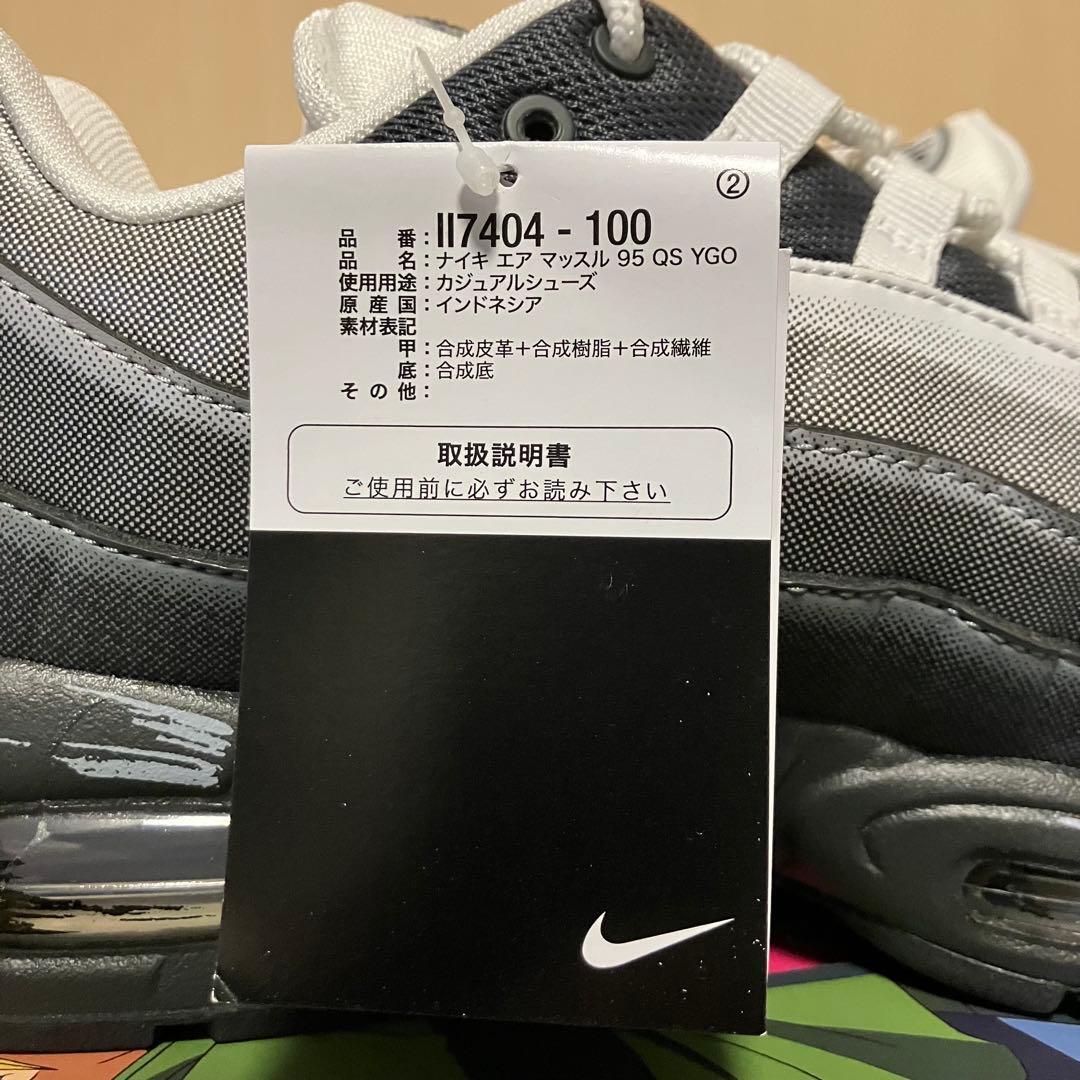 ②
品番：II7404 - 100
品名：ナイキ エア マッスル 95 QS YGO
使用用途：カジュアルシューズ
原産国：インドネシア
素材表記
甲：合成皮革＋合成樹脂＋合成繊維
底：合成底
その他：
取扱説明書
ご使用前に必ずお読み下さい